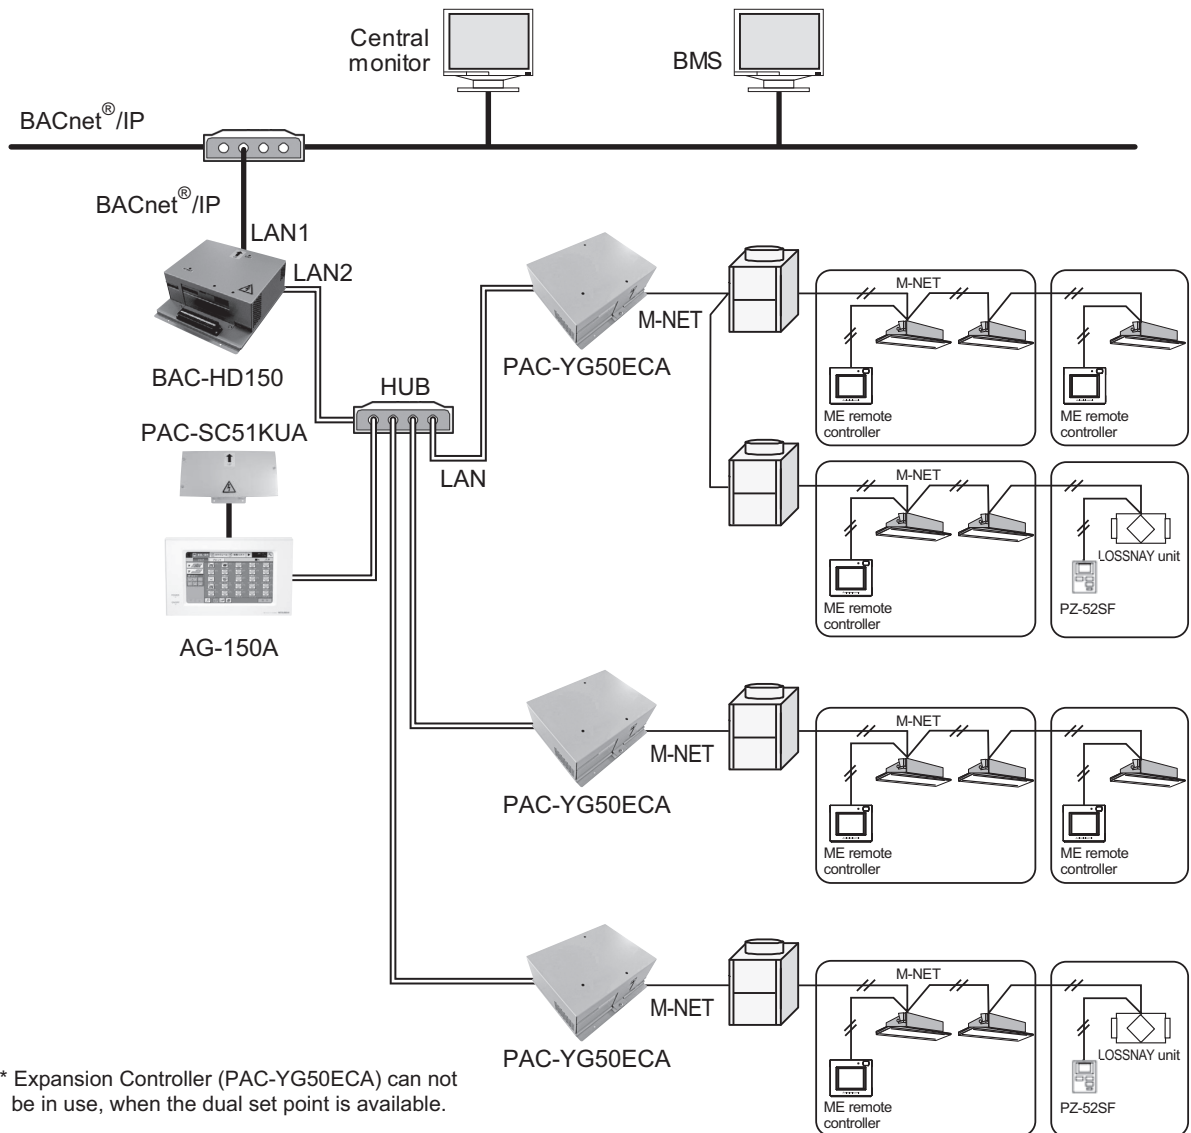 Central
monitor
BMS
BACnet®/IP
BACnet®/IP
LAN1
LAN2
BAC-HD150
HUB
PAC-SC51KUA
LAN
AG-150A
M-NET
PAC-YG50ECA
M-NET
ME remote
controller
ME remote
controller
M-NET
ME remote
controller
LOSSNAY unit
PZ-52SF
M-NET
PAC-YG50ECA
M-NET
ME remote
controller
ME remote
controller
M-NET
PAC-YG50ECA
M-NET
ME remote
controller
LOSSNAY unit
PZ-52SF
* Expansion Controller (PAC-YG50ECA) can not
be in use, when the dual set point is available.